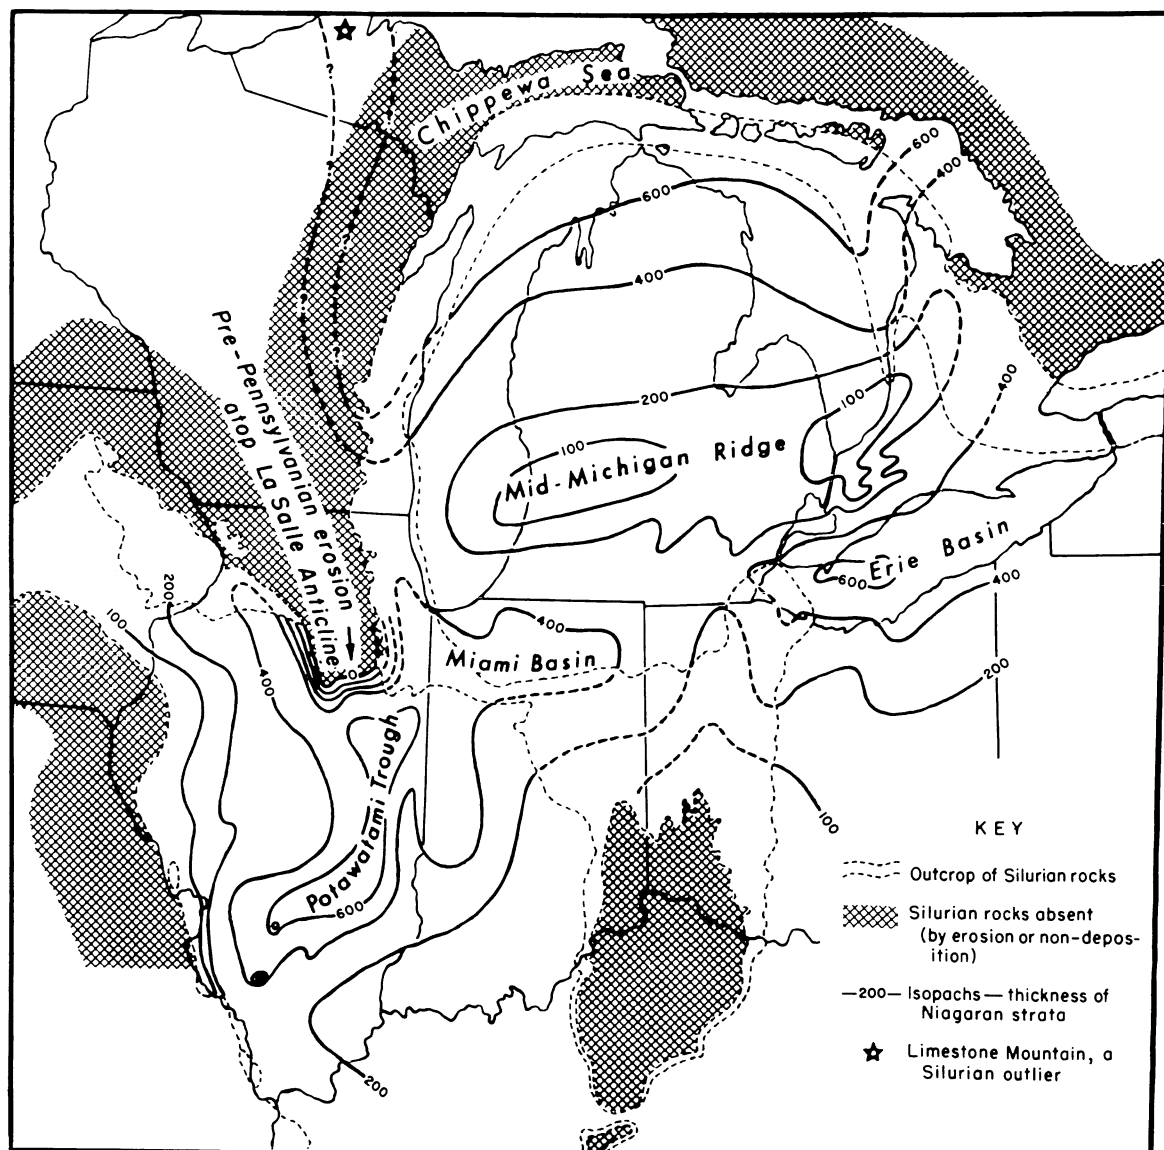 ?
?
?
?
?
?
Chippewa Sea
600
400
600
400
200
100
100
400
Mid-Michigan Ridge
Pre-Pennsylvanian erosion
atop La Salle Anticline
0
Erie Basin
600
400
200
100
200
100
400
400
Miami Basin
Potawatami Trough
600
200
KEY
Outcrop of Silurian rocks
Silurian rocks absent
(by erosion or non-depos-
ition)
—200— Isopachs — thickness of
Niagaran strata
Limestone Mountain, a
Silurian outlier